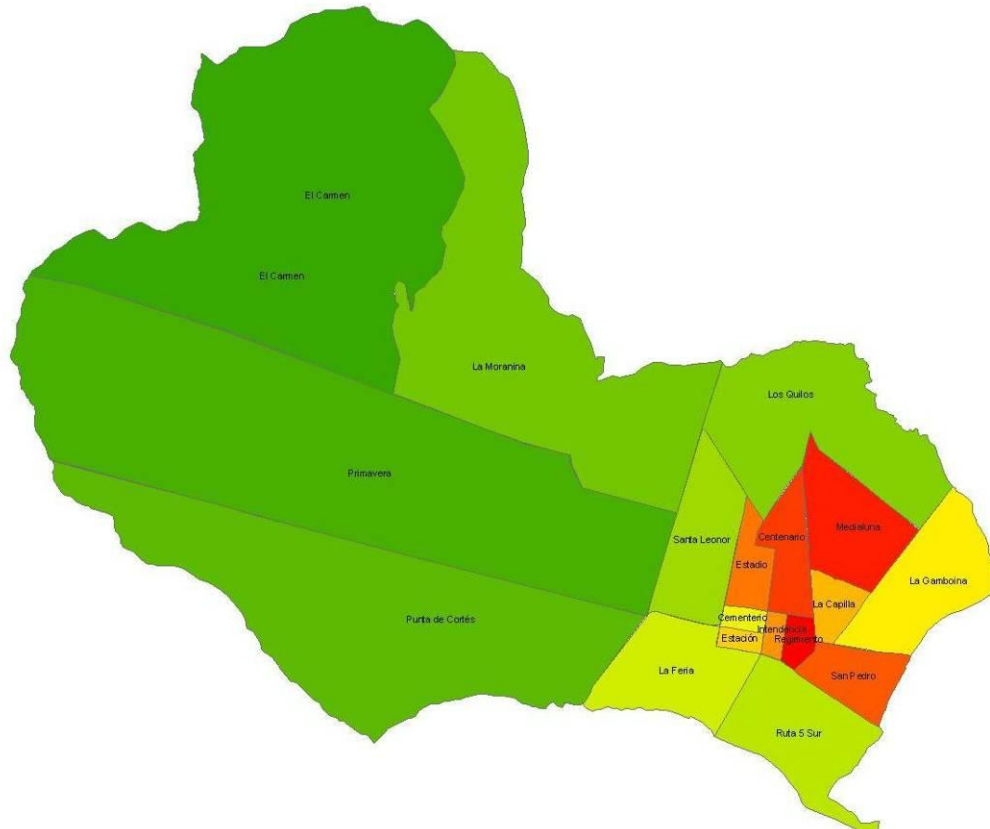 El Carmen
El Carmen
La Moranina
Los Quilos
Primavera
Medialuna
Santa Leonor
Centenario
Estadio
La Gamboina
La Capilla
Punta de Cortés
Cementerio
Intendencia
Estación
Regimiento
La Feria
San Pedro
Ruta 5 Sur